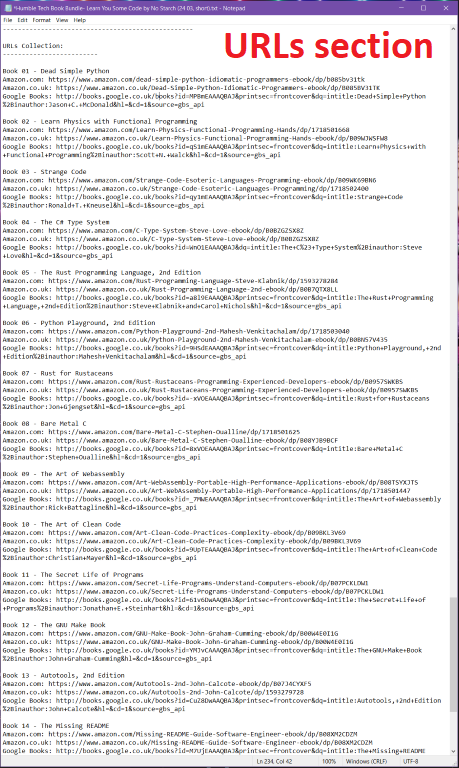 *Humble Tech Book Bundle- Learn You Some Code by No Starch (24 03, short).txt - Notepad
File Edit Format View Help
URLs section
URLs Collection:
Book 01 - Dead Simple Python
Amazon.com: https://www.amazon.com/dead-simple-python-idiomatic-programmers-ebook/dp/b085bv31tk
Amazon.co.uk: https://www.amazon.co.uk/Dead-Simple-Python-Idiomatic-Programmers-ebook/dp/B085BV31TK
Google Books: http://books.google.co.uk/books?id=MPBmEAAAQBAJ&printsec=frontcover&dq=intitle:Dead+Simple+Python
%2Binauthor:Jason+C.+McDonald&hl=&cd=1&source=gbs_api
Book 02 - Learn Physics with Functional Programming
Amazon.com: https://www.amazon.com/Learn-Physics-Functional-Programming-Hands/dp/1718501668
Amazon.co.uk: https://www.amazon.co.uk/Learn-Physics-Functional-Programming-Hands/dp/B09WJW5FW8
Google Books: http://books.google.co.uk/books?id=qS1mEAAAQBAJ&printsec=frontcover&dq=intitle:Learn+Physics+with
+Functional+Programming%2Binauthor:Scott+N.+Walck&hl=&cd=1&source=gbs_api
Book 03 - Strange Code
Amazon.com: https://www.amazon.com/Strange-Code-Esoteric-Languages-Programming-ebook/dp/B09WK69BN6
Amazon.co.uk: https://www.amazon.co.uk/Strange-Code-Esoteric-Languages-Programming/dp/1718502400
Google Books: http://books.google.co.uk/books?id=qy1mEAAAQBAJ&printsec=frontcover&dq=intitle:Strange+Code
%2Binauthor:Ronald+T.+Kneusel&hl=&cd=1&source=gbs_api
Book 04 - The C# Type System
Amazon.com: https://www.amazon.com/C-Type-System-Steve-Love-ebook/dp/B0BZGZSX8Z
Amazon.co.uk: https://www.amazon.co.uk/C-Type-System-Steve-Love-ebook/dp/B0BZGZSX8Z
Google Books: http://books.google.co.uk/books?id=WnO1EAAAQBAJ&dq=intitle:The+C%23+Type+System%2Binauthor:Steve
+Love&hl=&cd=1&source=gbs_api
Book 05 - The Rust Programming Language, 2nd Edition
Amazon.com: https://www.amazon.com/Rust-Programming-Language-Steve-Klabnik/dp/1593278284
Amazon.co.uk: https://www.amazon.co.uk/Rust-Programming-Language-2nd-ebook/dp/B0B7QTX8LL
Google Books: http://books.google.co.uk/books?id=a8l9EAAAQBAJ&printsec=frontcover&dq=intitle:The+Rust+Programming
+Language,+2nd+Edition%2Binauthor:Steve+Klabnik+and+Carol+Nichols&hl=&cd=1&source=gbs_api
Book 06 - Python Playground, 2nd Edition
Amazon.com: https://www.amazon.com/Python-Playground-2nd-Mahesh-Venkitachalam/dp/1718503040
Amazon.co.uk: https://www.amazon.co.uk/Python-Playground-2nd-Mahesh-Venkitachalam-ebook/dp/B0BN57V435
Google Books: http://books.google.co.uk/books?id=9HSdEAAAQBAJ&printsec=frontcover&dq=intitle:Python+Playground,+2nd
+Edition%2Binauthor:Mahesh+Venkitachalam&hl=&cd=1&source=gbs_api
Book 07 - Rust for Rustaceans
Amazon.com: https://www.amazon.com/Rust-Rustaceans-Programming-Experienced-Developers-ebook/dp/B0957SWKBS
Amazon.co.uk: https://www.amazon.co.uk/Rust-Rustaceans-Programming-Experienced-Developers-ebook/dp/B0957SWKBS
Google Books: http://books.google.co.uk/books?id=-xVOEAAAQBAJ&printsec=frontcover&dq=intitle:Rust+for+Rustaceans
%2Binauthor:Jon+Gjengset&hl=&cd=1&source=gbs_api
Book 08 - Bare Metal C
Amazon.com: https://www.amazon.com/Bare-Metal-C-Stephen-Oualline/dp/1718501625
Amazon.co.uk: https://www.amazon.co.uk/Bare-Metal-C-Stephen-Oualline-ebook/dp/B08YJB9BCF
Google Books: http://books.google.co.uk/books?id=8xVOEAAAQBAJ&printsec=frontcover&dq=intitle:Bare+Metal+C
%2Binauthor:Stephen+Oualline&hl=&cd=1&source=gbs_api
Book 09 - The Art of Webassembly
Amazon.com: https://www.amazon.com/Art-WebAssembly-Portable-High-Performance-Applications-ebook/dp/B08TSYXJTS
Amazon.co.uk: https://www.amazon.co.uk/Art-WebAssembly-Portable-High-Performance-Applications/dp/1718501447
Google Books: http://books.google.co.uk/books?id=_7MWEAAAQBAJ&printsec=frontcover&dq=intitle:The+Art+of+Webassembly
%2Binauthor:Rick+Battagline&hl=&cd=1&source=gbs_api
Book 10 - The Art of Clean Code
Amazon.com: https://www.amazon.com/Art-Clean-Code-Practices-Complexity-ebook/dp/B09BKL3V69
Amazon.co.uk: https://www.amazon.co.uk/Art-Clean-Code-Practices-Complexity-ebook/dp/B09BKL3V69
Google Books: http://books.google.co.uk/books?id=9UpTEAAAQBAJ&printsec=frontcover&dq=intitle:The+Art+of+Clean+Code
%2Binauthor:Christian+Mayer&hl=&cd=1&source=gbs_api
Book 11 - The Secret Life of Programs
Amazon.com: https://www.amazon.com/Secret-Life-Programs-Understand-Computers-ebook/dp/B07PCKLDW1
Amazon.co.uk: https://www.amazon.co.uk/Secret-Life-Programs-Understand-Computers-ebook/dp/B07PCKLDW1
Google Books: http://books.google.co.uk/books?id=61v6DwAAQBAJ&printsec=frontcover&dq=intitle:The+Secret+Life+of
+Programs%2Binauthor:Jonathan+E.+Steinhart&hl=&cd=1&source=gbs_api
Book 12 - The GNU Make Book
Amazon.com: https://www.amazon.com/GNU-Make-Book-John-Graham-Cumming-ebook/dp/B00W4E0I1G
Amazon.co.uk: https://www.amazon.co.uk/GNU-Make-Book-John-Graham-Cumming-ebook/dp/B00W4E0I1G
Google Books: http://books.google.co.uk/books?id=YMJvCAAAQBAJ&printsec=frontcover&dq=intitle:The+GNU+Make+Book
%2Binauthor:John+Graham-Cumming&hl=&cd=1&source=gbs_api
Book 13 - Autotools, 2nd Edition
Amazon.com: https://www.amazon.com/Autotools-2nd-John-Calcote-ebook/dp/B07J4CYXF5
Amazon.co.uk: https://www.amazon.co.uk/Autotools-2nd-John-Calcote/dp/1593279728
Google Books: http://books.google.co.uk/books?id=CuZ8DwAAQBAJ&printsec=frontcover&dq=intitle:Autotools,+2nd+Edition
%2Binauthor:John+Calcote&hl=&cd=1&source=gbs_api
Book 14 - The Missing README
Amazon.com: https://www.amazon.com/Missing-README-Guide-Software-Engineer-ebook/dp/B08XM2CDZM
Amazon.co.uk: https://www.amazon.co.uk/Missing-README-Guide-Software-Engineer-ebook/dp/B08XM2CDZM
Google Books: http://books.google.co.uk/books?id=M7UjEAAAQBAJ&printsec=frontcover&dq=intitle:The+Missing+README
Ln 234, Col 42 100% Windows (CRLF) UTF-8